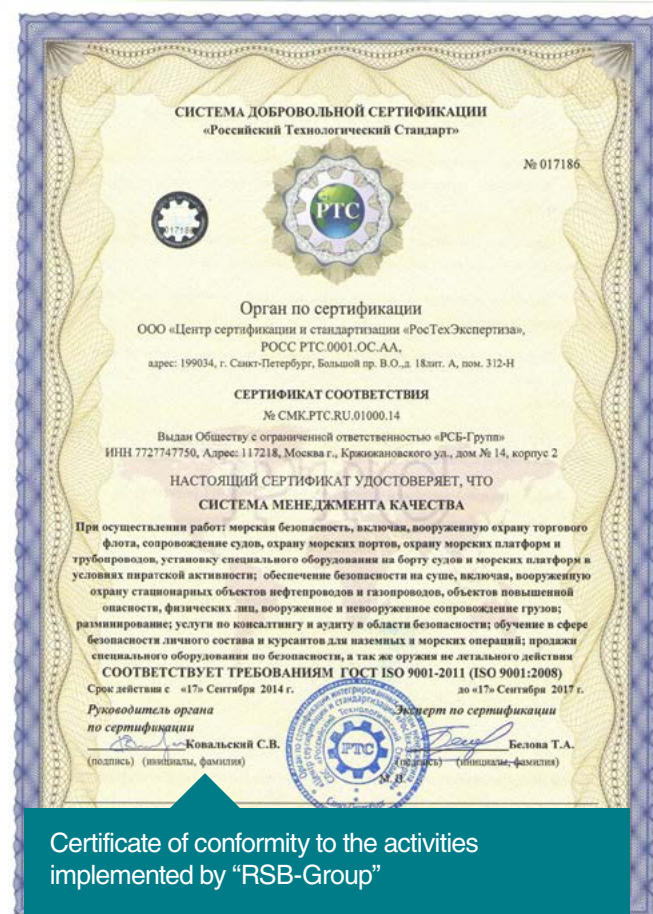 СИСТЕМА ДОБРОВОЛЬНОЙ СЕРТИФИКАЦИИ
«Российский Технологический Стандарт»
№ 017186
017186
РТС
Орган по сертификации
ООО «Центр сертификации и стандартизации «РосТехЭкспертиза»,
РОСС РТС.0001.ОС.АА,
адрес: 199034, г. Санкт-Петербург, Большой пр. В.О.,д. 18лит. А, пом. 312-Н
СЕРТИФИКАТ СООТВЕТСТВИЯ
№ СМК.РТС.RU.01000.14
Выдан Обществу с ограниченной ответственностью «РСБ-Групп»
ИНН 7727747750, Адрес: 117218, Москва г., Кржижановского ул., дом № 14, корпус 2
НАСТОЯЩИЙ СЕРТИФИКАТ УДОСТОВЕРЯЕТ, ЧТО
СИСТЕМА МЕНЕДЖМЕНТА КАЧЕСТВА
При осуществлении работ: морская безопасность, включая, вооруженную охрану торгового
флота, сопровождение судов, охрану морских портов, охрану морских платформ и
трубопроводов, установку специального оборудования на борту судов и морских платформ в
условиях пиратской активности; обеспечение безопасности на суше, включая, вооруженную
охрану стационарных объектов нефтепроводов и газопроводов, объектов повышенной
опасности, физических лиц, вооруженное и невооруженное сопровождение грузов;
разминирование; услуги по консалтингу и аудиту в области безопасности; обучение в сфере
безопасности личного состава и курсантов для наземных и морских операций; продажи
специального оборудования по безопасности, а так же оружия не летального действия
СООТВЕТСТВУЕТ ТРЕБОВАНИЯМ ГОСТ ISO 9001-2011 (ISO 9001:2008)
Срок действия с «17» Сентября 2014 г. до «17» Сентября 2017 г.
Руководитель органа Эксперт по сертификации
по сертификации
Ковальский С.В. Белова Т.А.
(подпись) (инициалы, фамилия) (подпись) (инициалы, фамилия)
М.П.
РТС
Санкт-Петербург
Certificate of conformity to the activities
implemented by “RSB-Group”